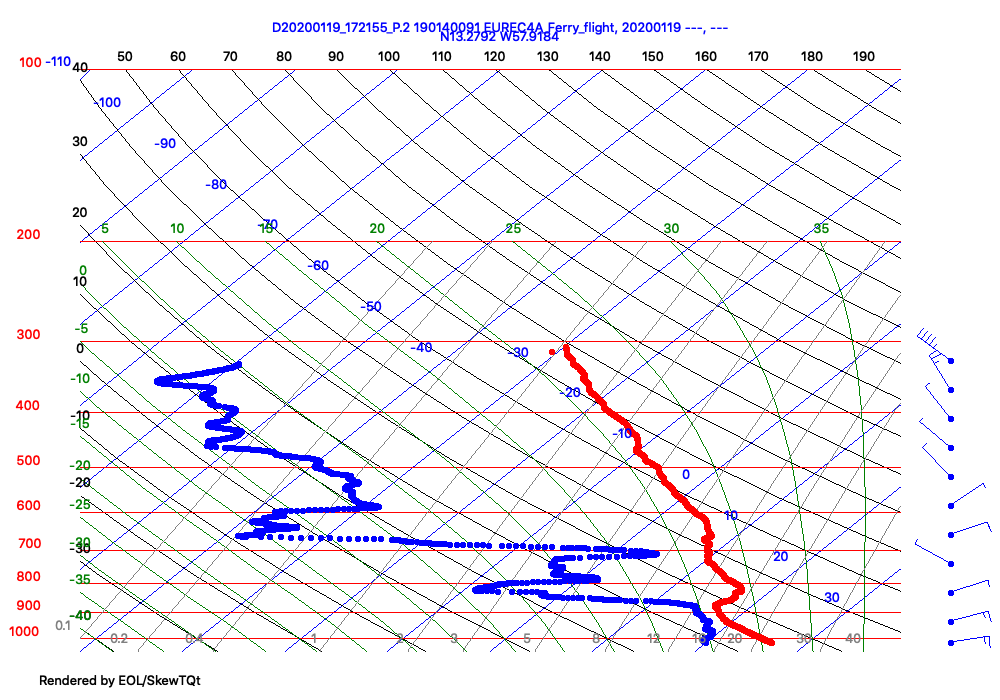 D20200119_172155_P.2 190140091 EUREC4A Ferry_flight, 20200119 ---, ---
N13.2792 W57.9184
100 -110 40 50 60 70 80 90 100 110 120 130 140 150 160 170 180 190
-100
30 -90
-80
20 -70
200 5 10 15 20 25 30 35
-60
0
10
-50
-5
300
0 -40 -30
-10 -20
400
-10
-15 -10
500
-20 0
-20
600 -25 10
700 -30
-30 20
800 -35
900 30
-40
0.1
1000 0.2 0.4 1 2 3 5 8 12 16 20 30 40
Rendered by EOL/SkewTQt